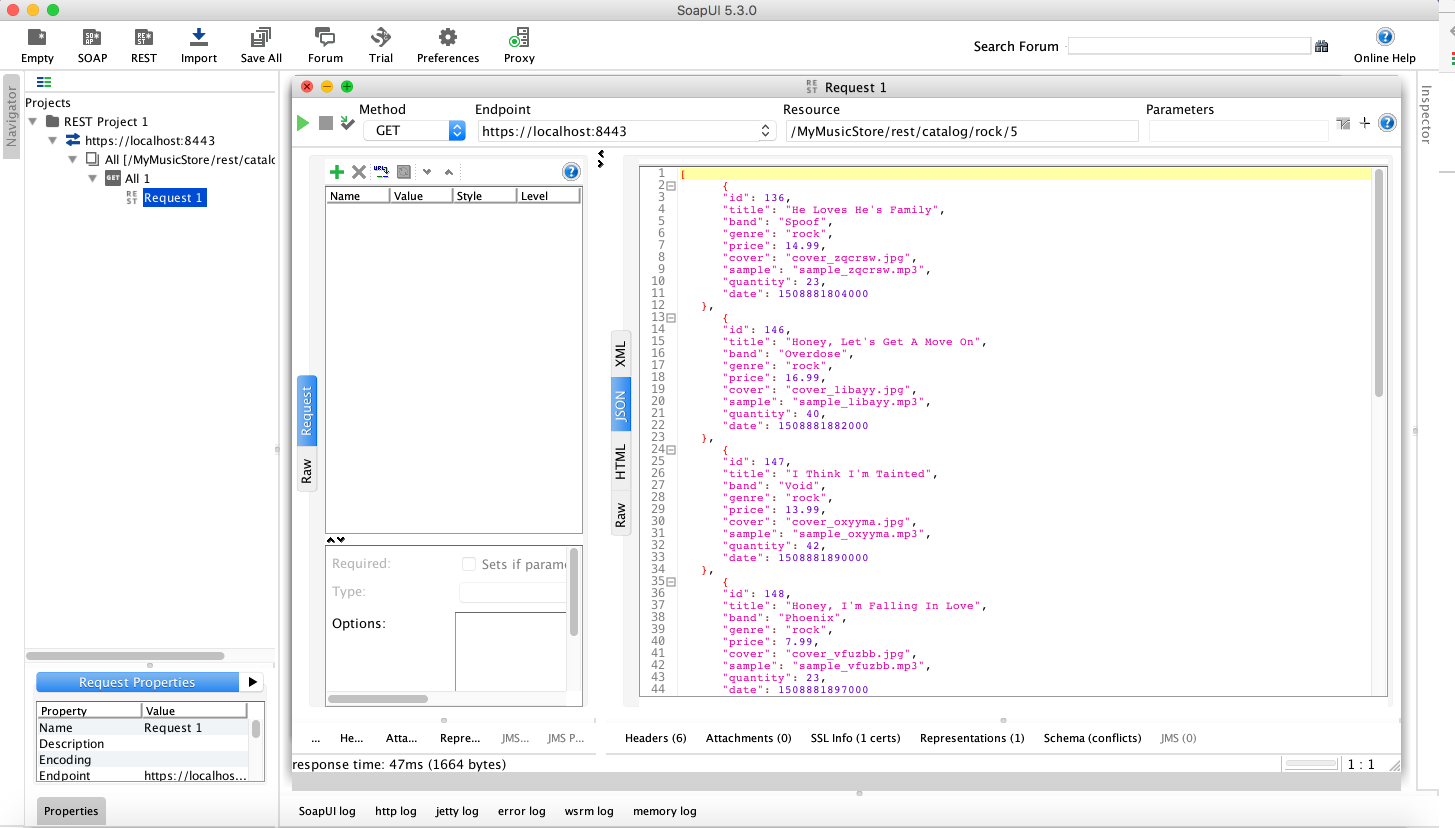 SoapUI 5.3.0
Empty SOAP REST Import Save All Forum Trial Preferences Proxy Search Forum Online Help
Navigator
Projects
REST Project 1
https://localhost:8443
All [/MyMusicStore/rest/catalo
GET All 1
REST Request 1
Request Properties
Property Value
Name Request 1
Description
Encoding
Endpoint https://localhos...
Properties
REST Request 1
Method Endpoint Resource Parameters
GET https://localhost:8443 /MyMusicStore/rest/catalog/rock/5
Name Value Style Level
Request
Raw
Required: Sets if parame
Type:
Options:
XML
JSON
HTML
Raw
1 [
2 {
3 "id": 136,
4 "title": "He Loves He's Family",
5 "band": "Spoof",
6 "genre": "rock",
7 "price": 14.99,
8 "cover": "cover_zqcrsw.jpg",
9 "sample": "sample_zqcrsw.mp3",
10 "quantity": 23,
11 "date": 1508881804000
12 },
13 {
14 "id": 146,
15 "title": "Honey, Let's Get A Move On",
16 "band": "Overdose",
17 "genre": "rock",
18 "price": 16.99,
19 "cover": "cover_libayy.jpg",
20 "sample": "sample_libayy.mp3",
21 "quantity": 40,
22 "date": 1508881882000
23 },
24 {
25 "id": 147,
26 "title": "I Think I'm Tainted",
27 "band": "Void",
28 "genre": "rock",
29 "price": 13.99,
30 "cover": "cover_oxyyma.jpg",
31 "sample": "sample_oxyyma.mp3",
32 "quantity": 42,
33 "date": 1508881890000
34 },
35 {
36 "id": 148,
37 "title": "Honey, I'm Falling In Love",
38 "band": "Phoenix",
39 "genre": "rock",
40 "price": 7.99,
41 "cover": "cover_vfuzbb.jpg",
42 "sample": "sample_vfuzbb.mp3",
43 "quantity": 23,
44 "date": 1508881897000
... He... Atta... Repre... JMS... JMS P...
Headers (6) Attachments (0) SSL Info (1 certs) Representations (1) Schema (conflicts) JMS (0)
response time: 47ms (1664 bytes) 1 : 1
SoapUI log http log jetty log error log wsrm log memory log
Inspector